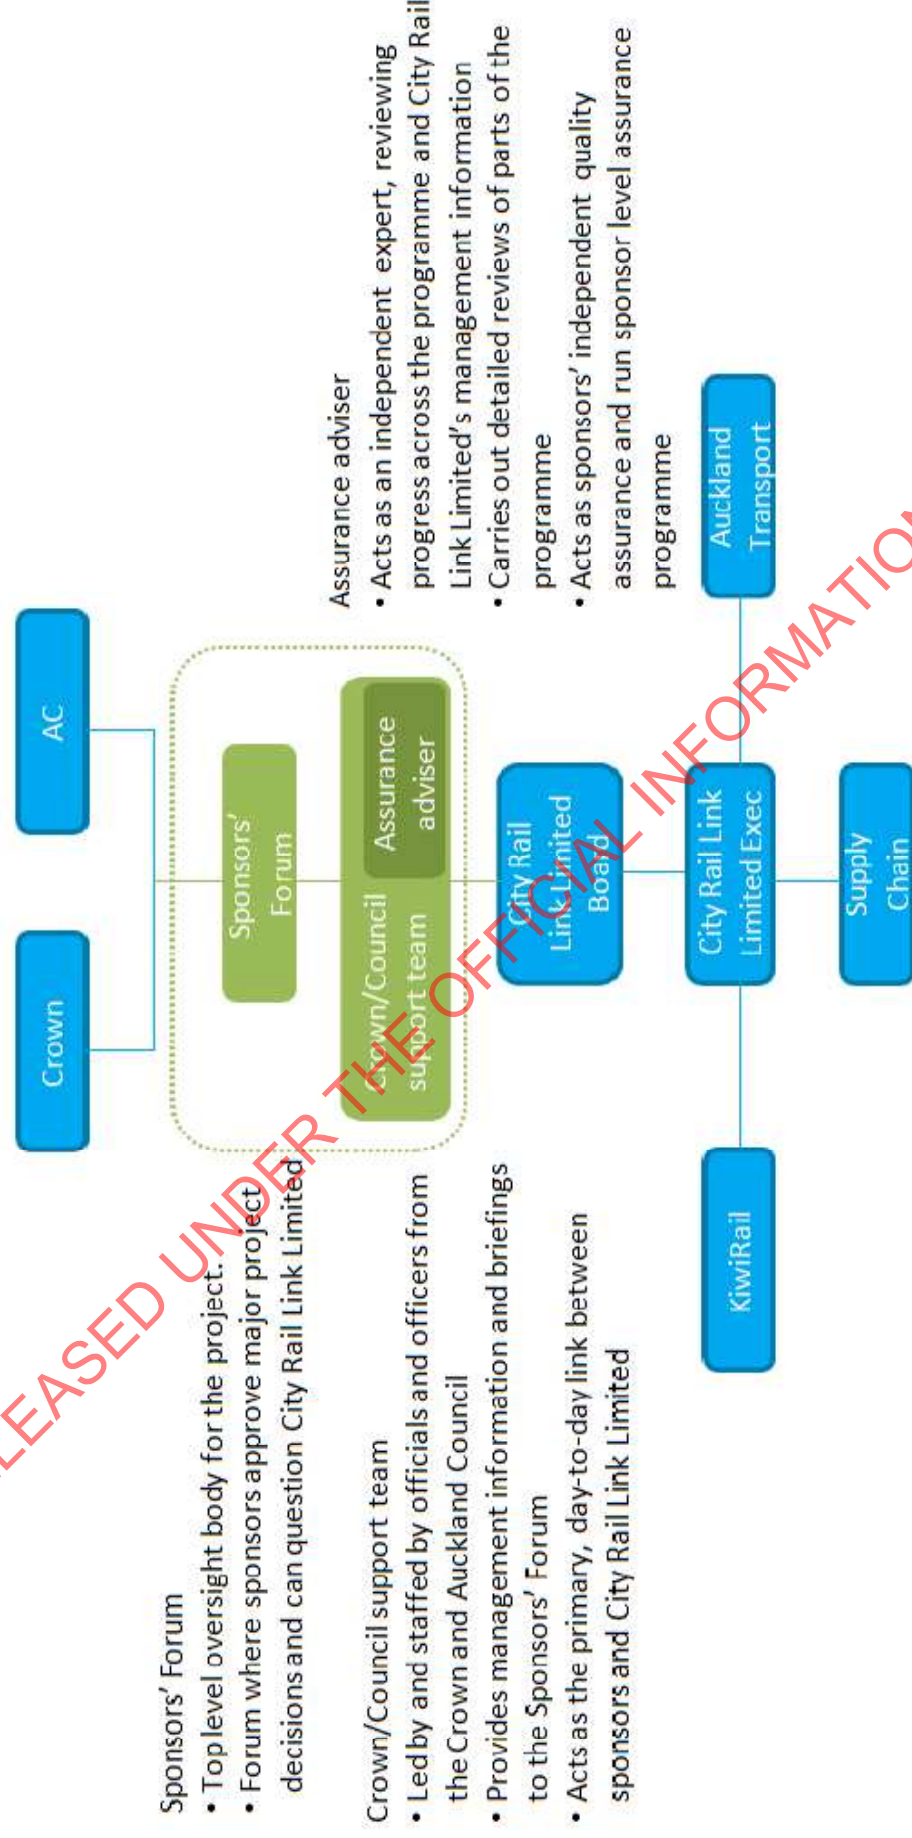 Crown
AC
Sponsors' Forum
• Top level oversight body for the project.
• Forum where sponsors approve major project
decisions and can question City Rail Link Limited
Crown/Council support team
• Led by and staffed by officials and officers from
the Crown and Auckland Council
• Provides management information and briefings
to the Sponsors' Forum
• Acts as the primary, day-to-day link between
sponsors and City Rail Link Limited
Sponsors'
Forum
Crown/Council
support team
Assurance
adviser
Assurance adviser
• Acts as an independent expert, reviewing
progress across the programme and City Rail
Link Limited's management information
• Carries out detailed reviews of parts of the
programme
• Acts as sponsors' independent quality
assurance and run sponsor level assurance
programme
City Rail
Link Limited
Board
KiwiRail
City Rail Link
Limited Exec
Auckland
Transport
Supply
Chain
UNDER THE OFFICIAL INFORMATION